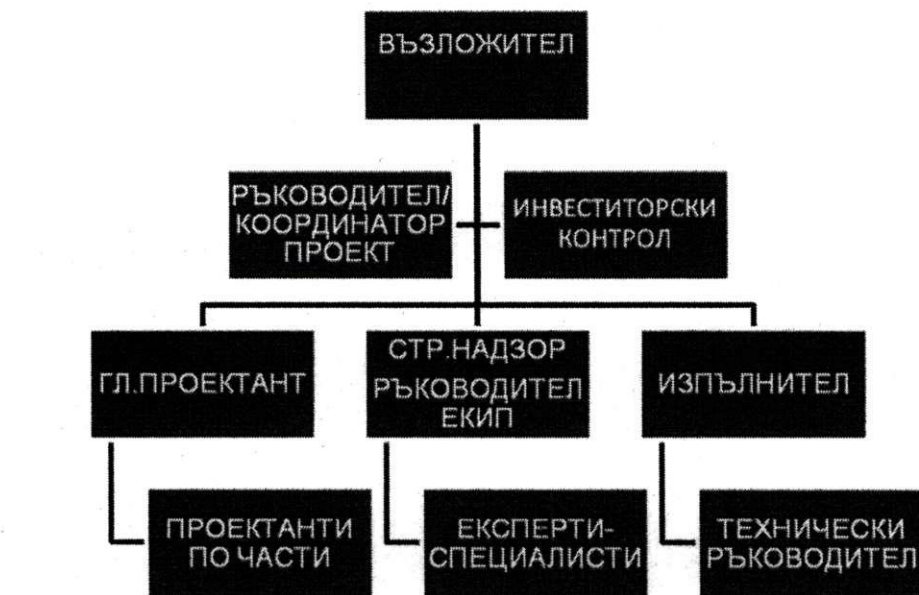 ВЪЗЛОЖИТЕЛ
РЪКОВОДИТЕЛ/
КООРДИНАТОР
ПРОЕКТ
ИНВЕСТИТОРСКИ
КОНТРОЛ
ГЛ.ПРОЕКТАНТ
СТР.НАДЗОР
РЪКОВОДИТЕЛ
ЕКИП
ИЗПЪЛНИТЕЛ
ПРОЕКТАНТИ
ПО ЧАСТИ
ЕКСПЕРТИ-
СПЕЦИАЛИСТИ
ТЕХНИЧЕСКИ
РЪКОВОДИТЕЛ